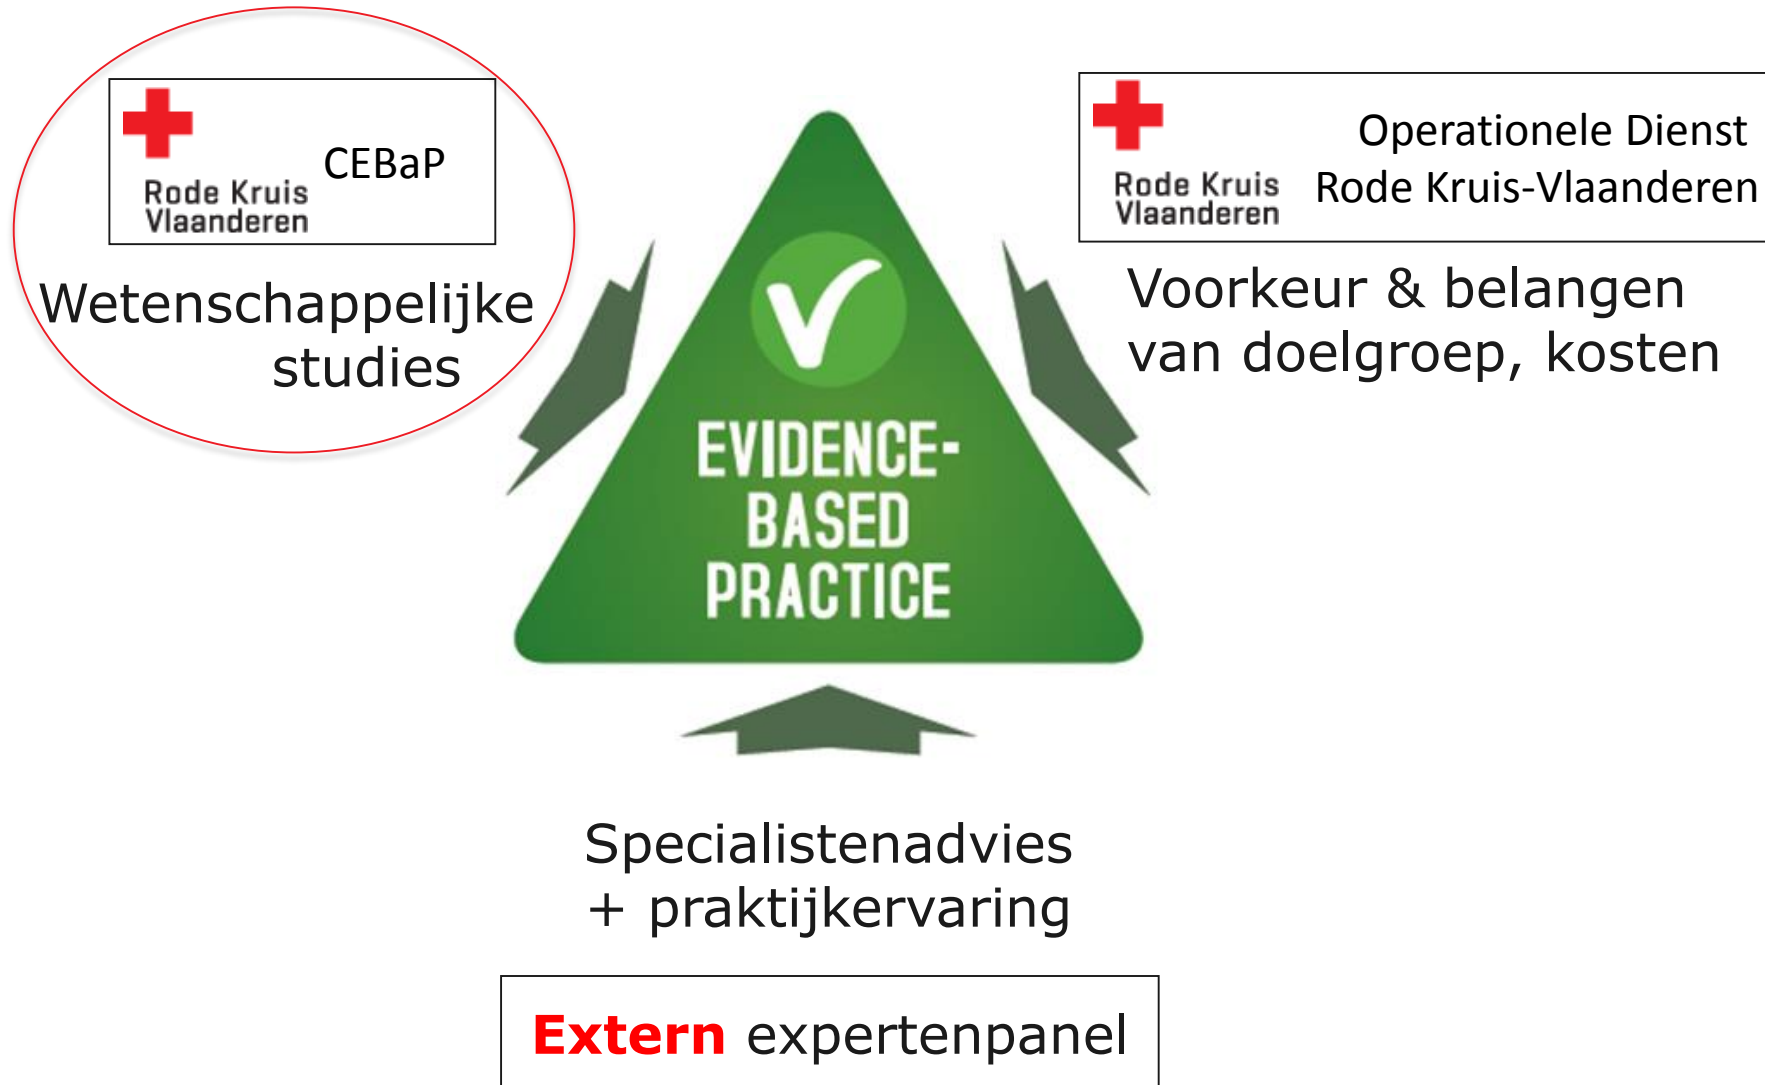 Rode Kruis
Vlaanderen
CEBaP
Wetenschappelijke
studies
Rode Kruis
Vlaanderen
Operationele Dienst
Rode Kruis-Vlaanderen
Voorkeur & belangen
van doelgroep, kosten
EVIDENCE-
BASED
PRACTICE
Specialistenadvies
+ praktijkervaring
Extern expertenpanel